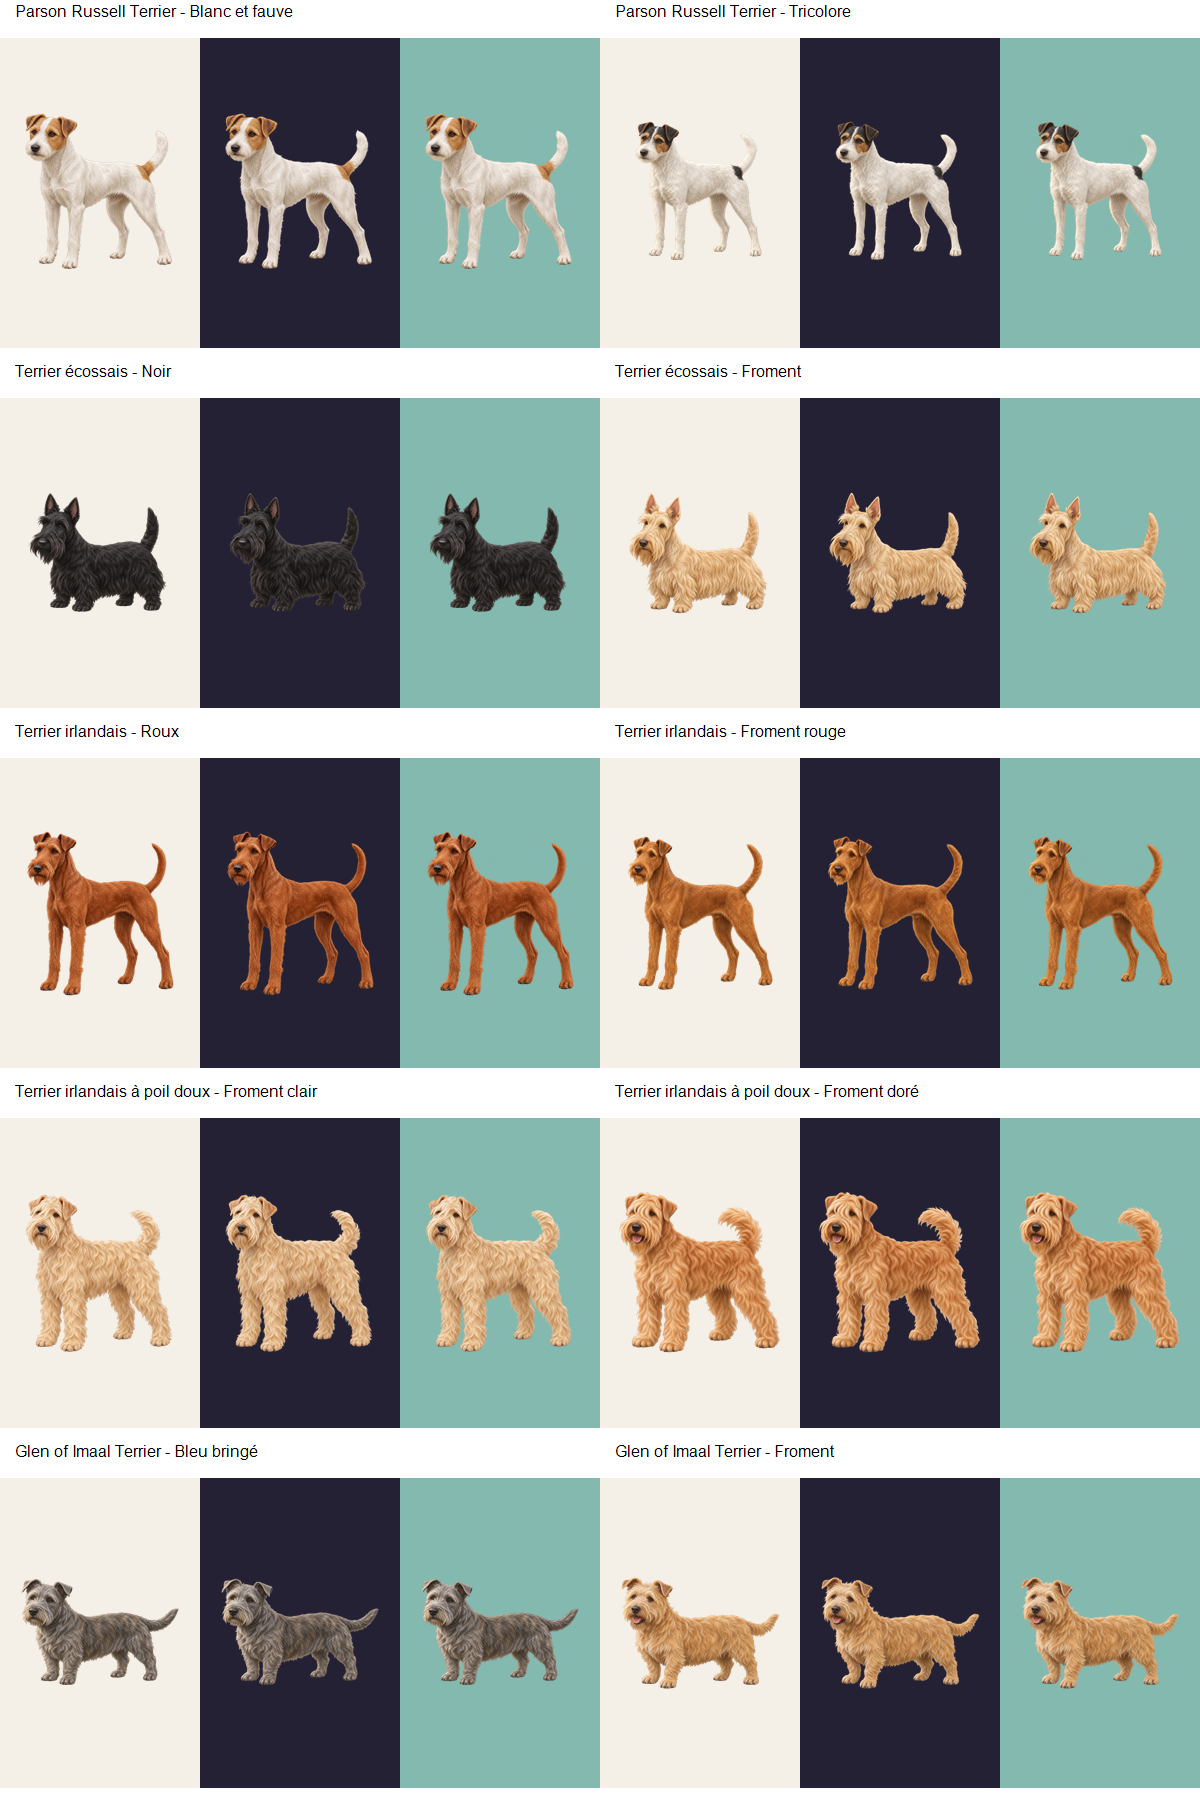 Parson Russell Terrier - Blanc et fauve
Parson Russell Terrier - Tricolore
Terrier écossais - Noir
Terrier écossais - Froment
Terrier irlandais - Roux
Terrier irlandais - Froment rouge
Terrier irlandais à poil doux - Froment clair
Terrier irlandais à poil doux - Froment doré
Glen of Imaal Terrier - Bleu bringé
Glen of Imaal Terrier - Froment